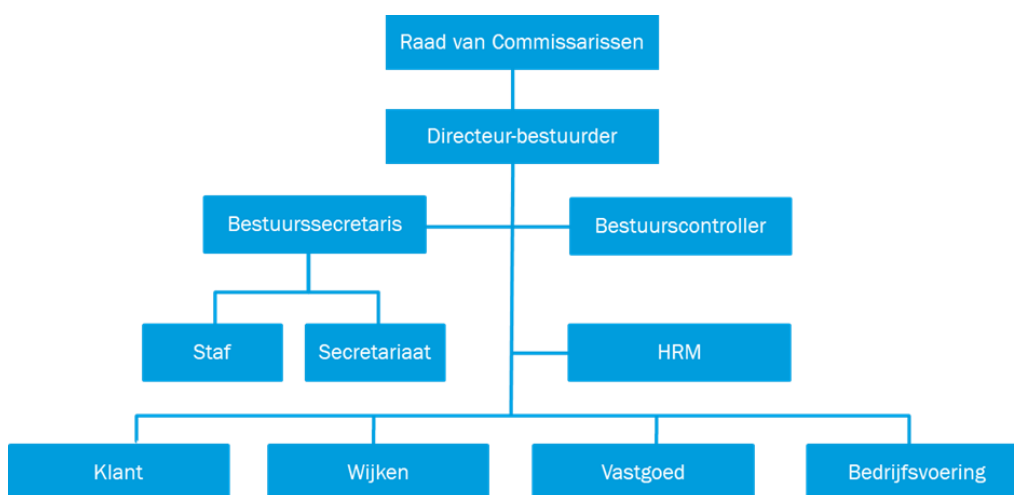 Raad van Commissarissen
Directeur-bestuurder
Bestuurssecretaris
Bestuurscontroller
Staf
Secretariaat
HRM
Klant
Wijken
Vastgoed
Bedrijfsvoering